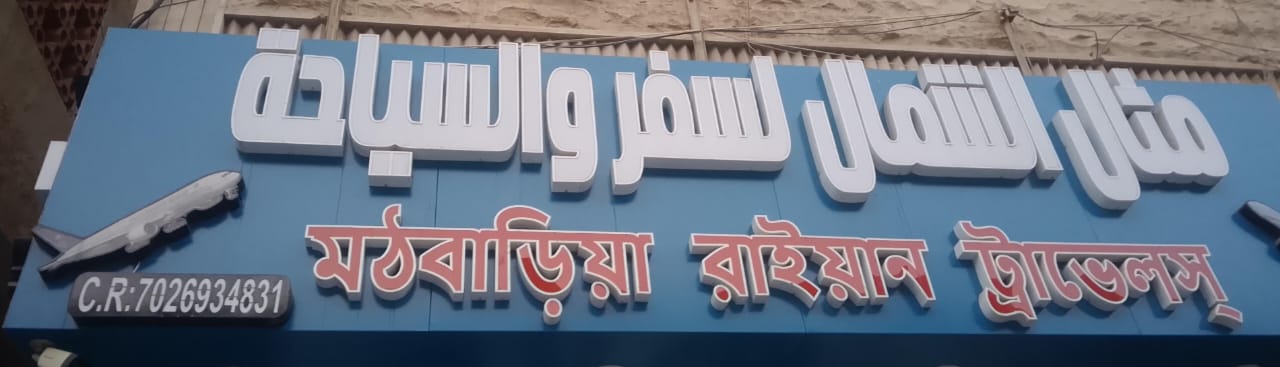 مثال الشمال لسفر والسياحة
মঠবাড়িয়া রাইয়ান ট্রাভেলস্
C.R:7026934831